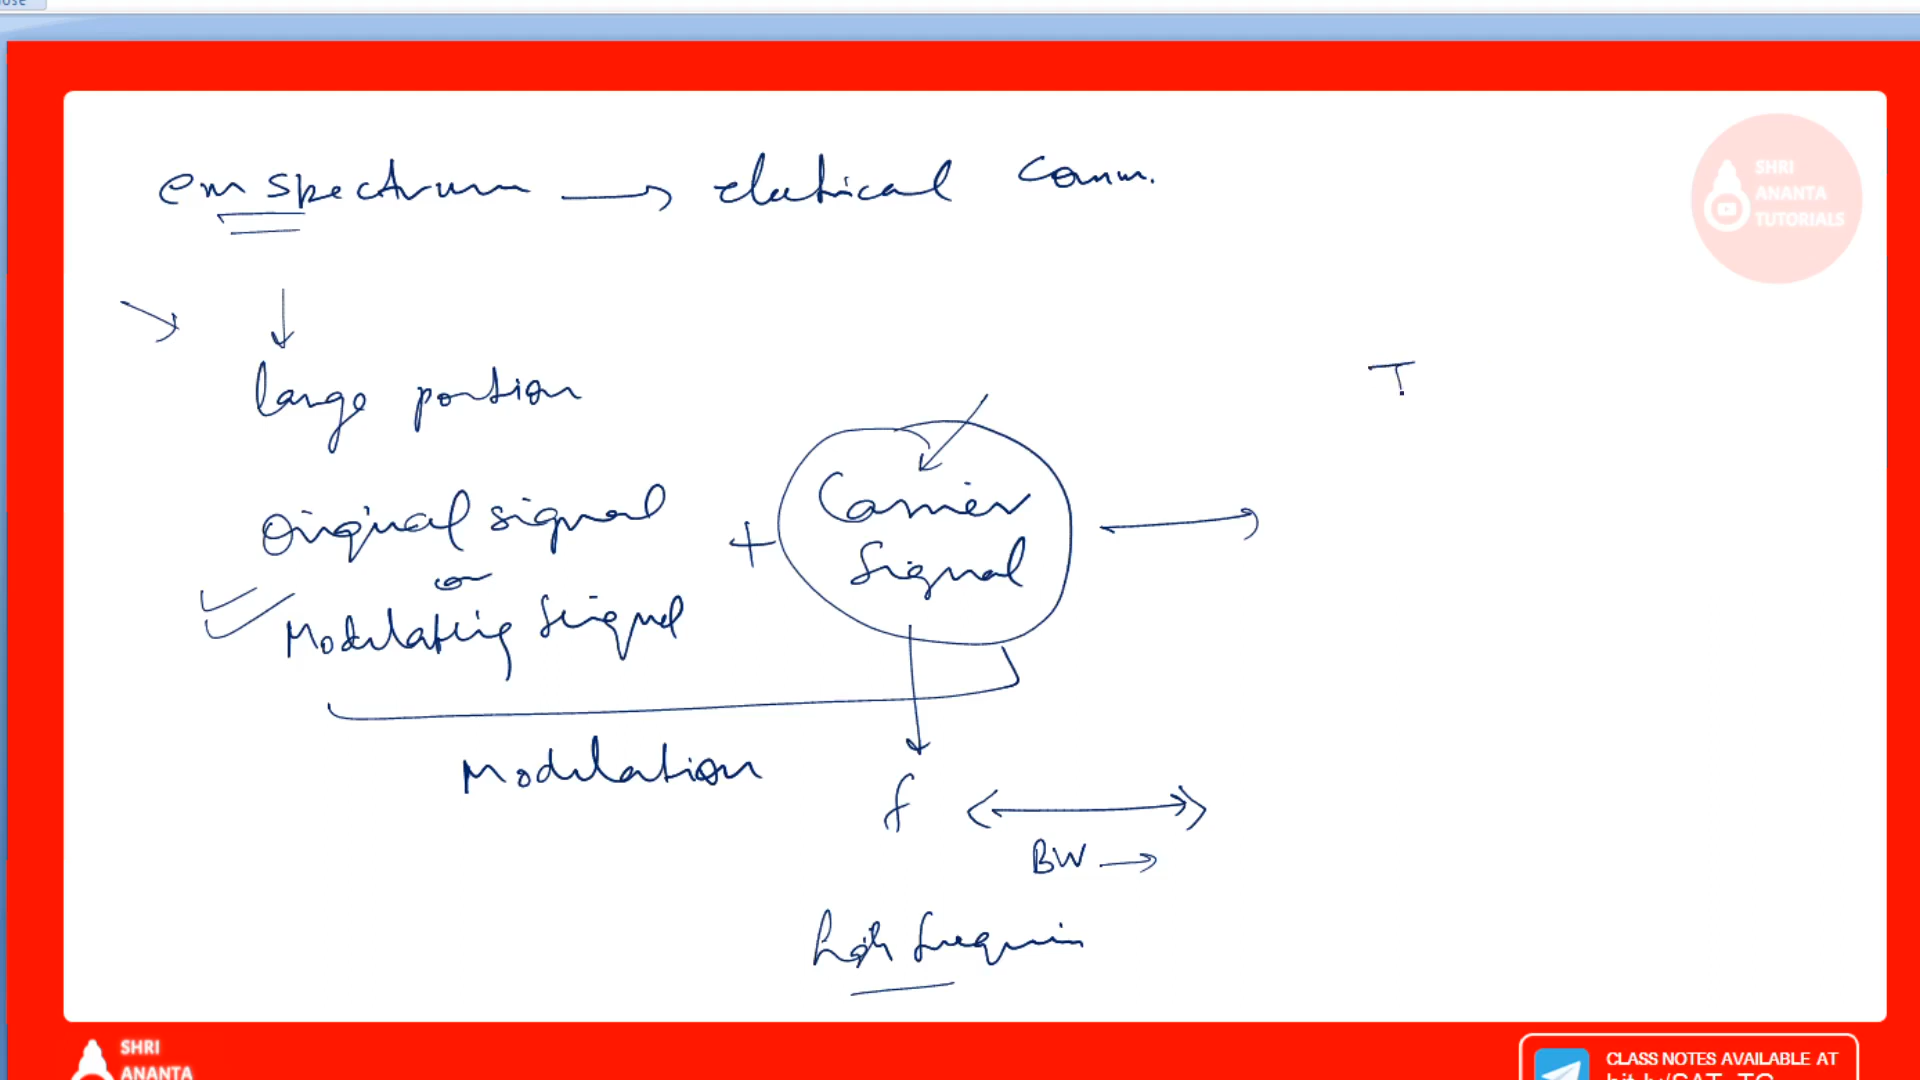 em spectrum → electrical comm.
SHRI
ANANTA
TUTORIALS
large portion
T
Original signal + Carrier signal →
or
Modulating signal
Modulation
f
BW →
high
SHRI
ANANTA
CLASS NOTES AVAILABLE AT